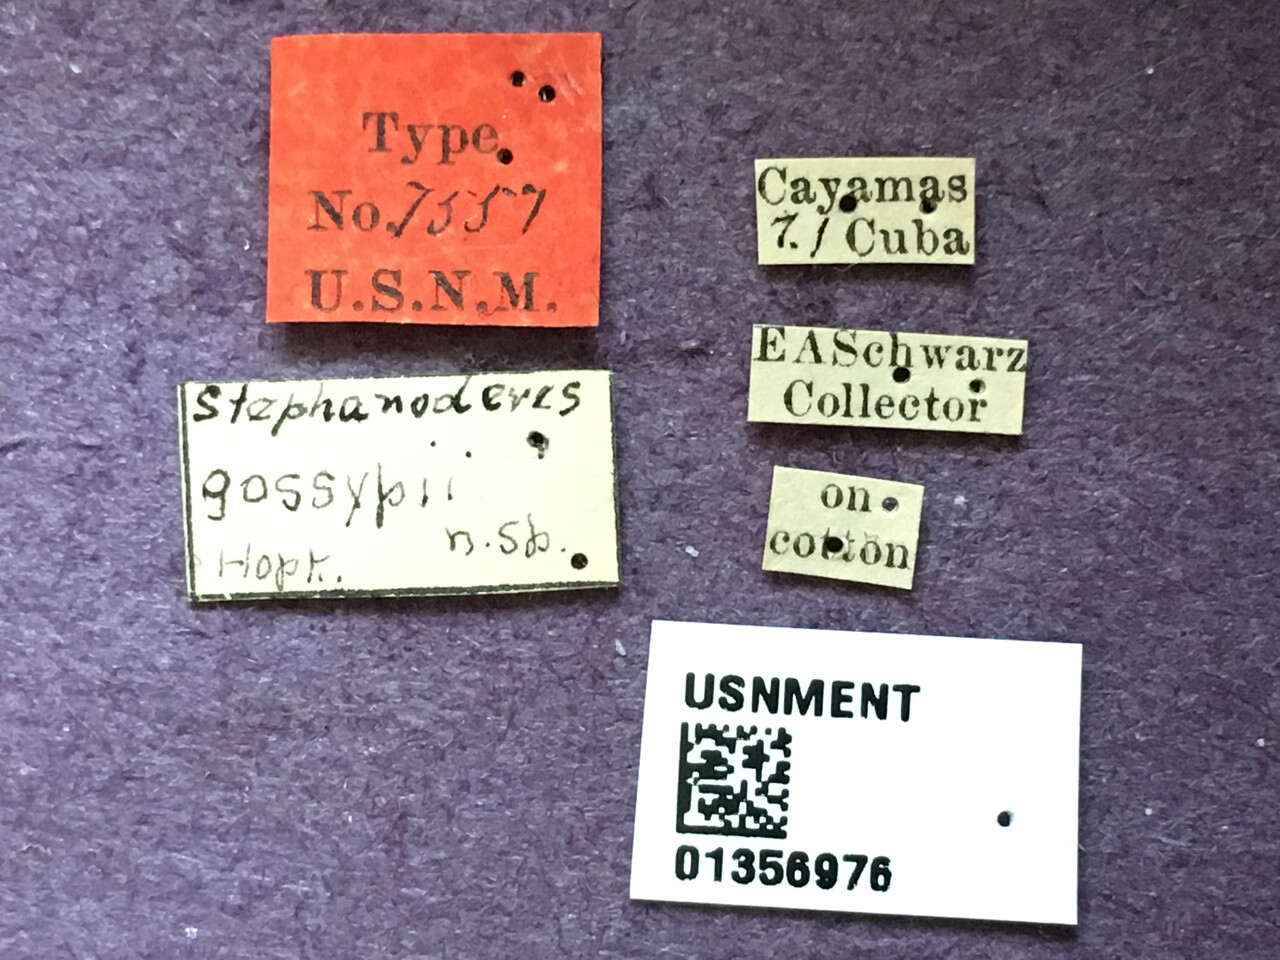 Type
No. 7557
U.S.N.M.
Stephanoderes
gossypii
n.sp.
Hopk.
Cayamas
7./ Cuba
EASchwarz
Collector
on
cotton
USNMENT
01356976